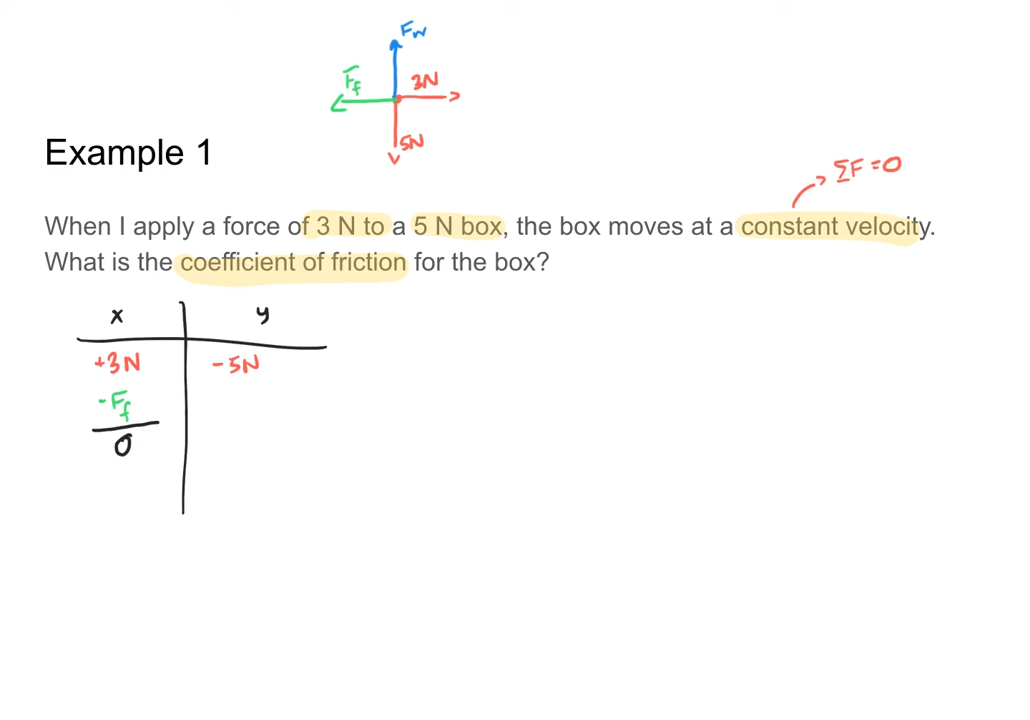 F_N
F_f
3N
5N
Example 1
ΣF = 0
When I apply a force of 3 N to a 5 N box, the box moves at a constant velocity.
What is the coefficient of friction for the box?
x y
+3N -5N
-F_f
0